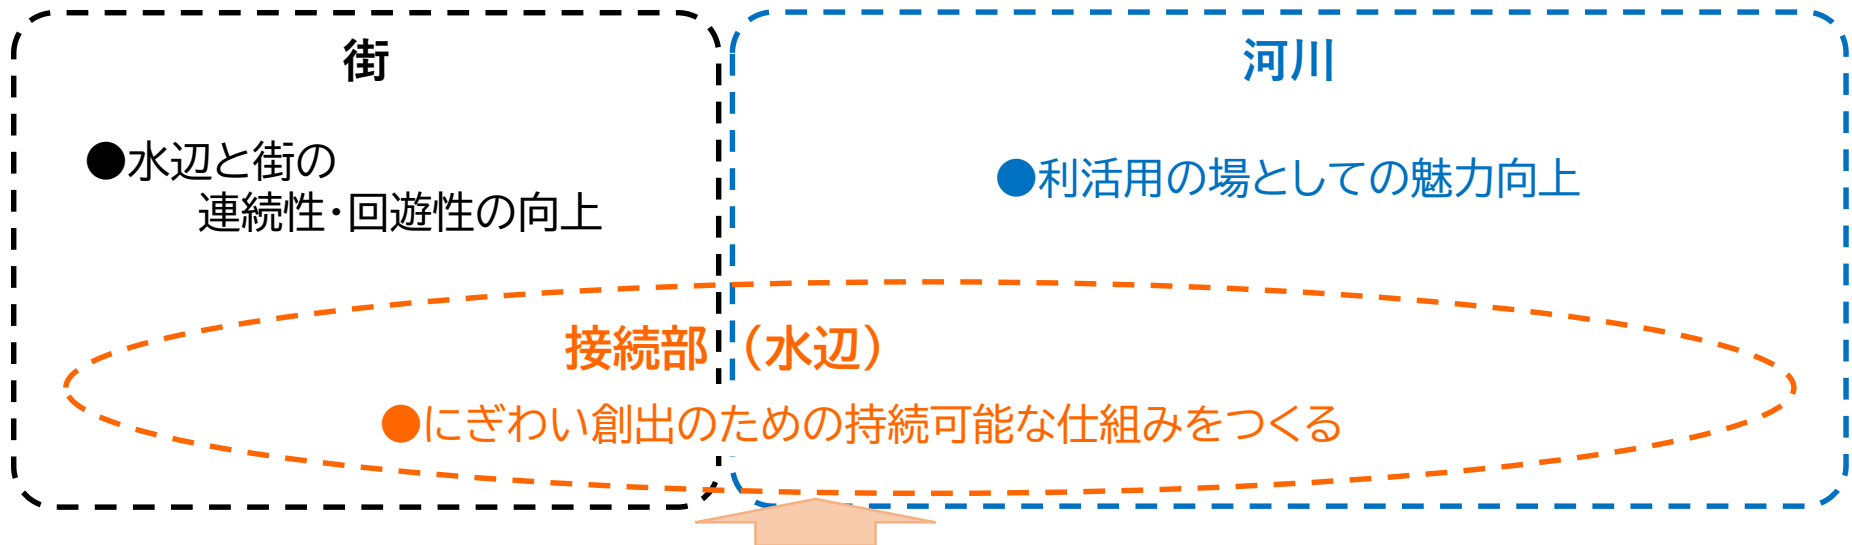 街
●水辺と街の
連続性・回遊性の向上
河川
●利活用の場としての魅力向上
接続部（水辺）
●にぎわい創出のための持続可能な仕組みをつくる